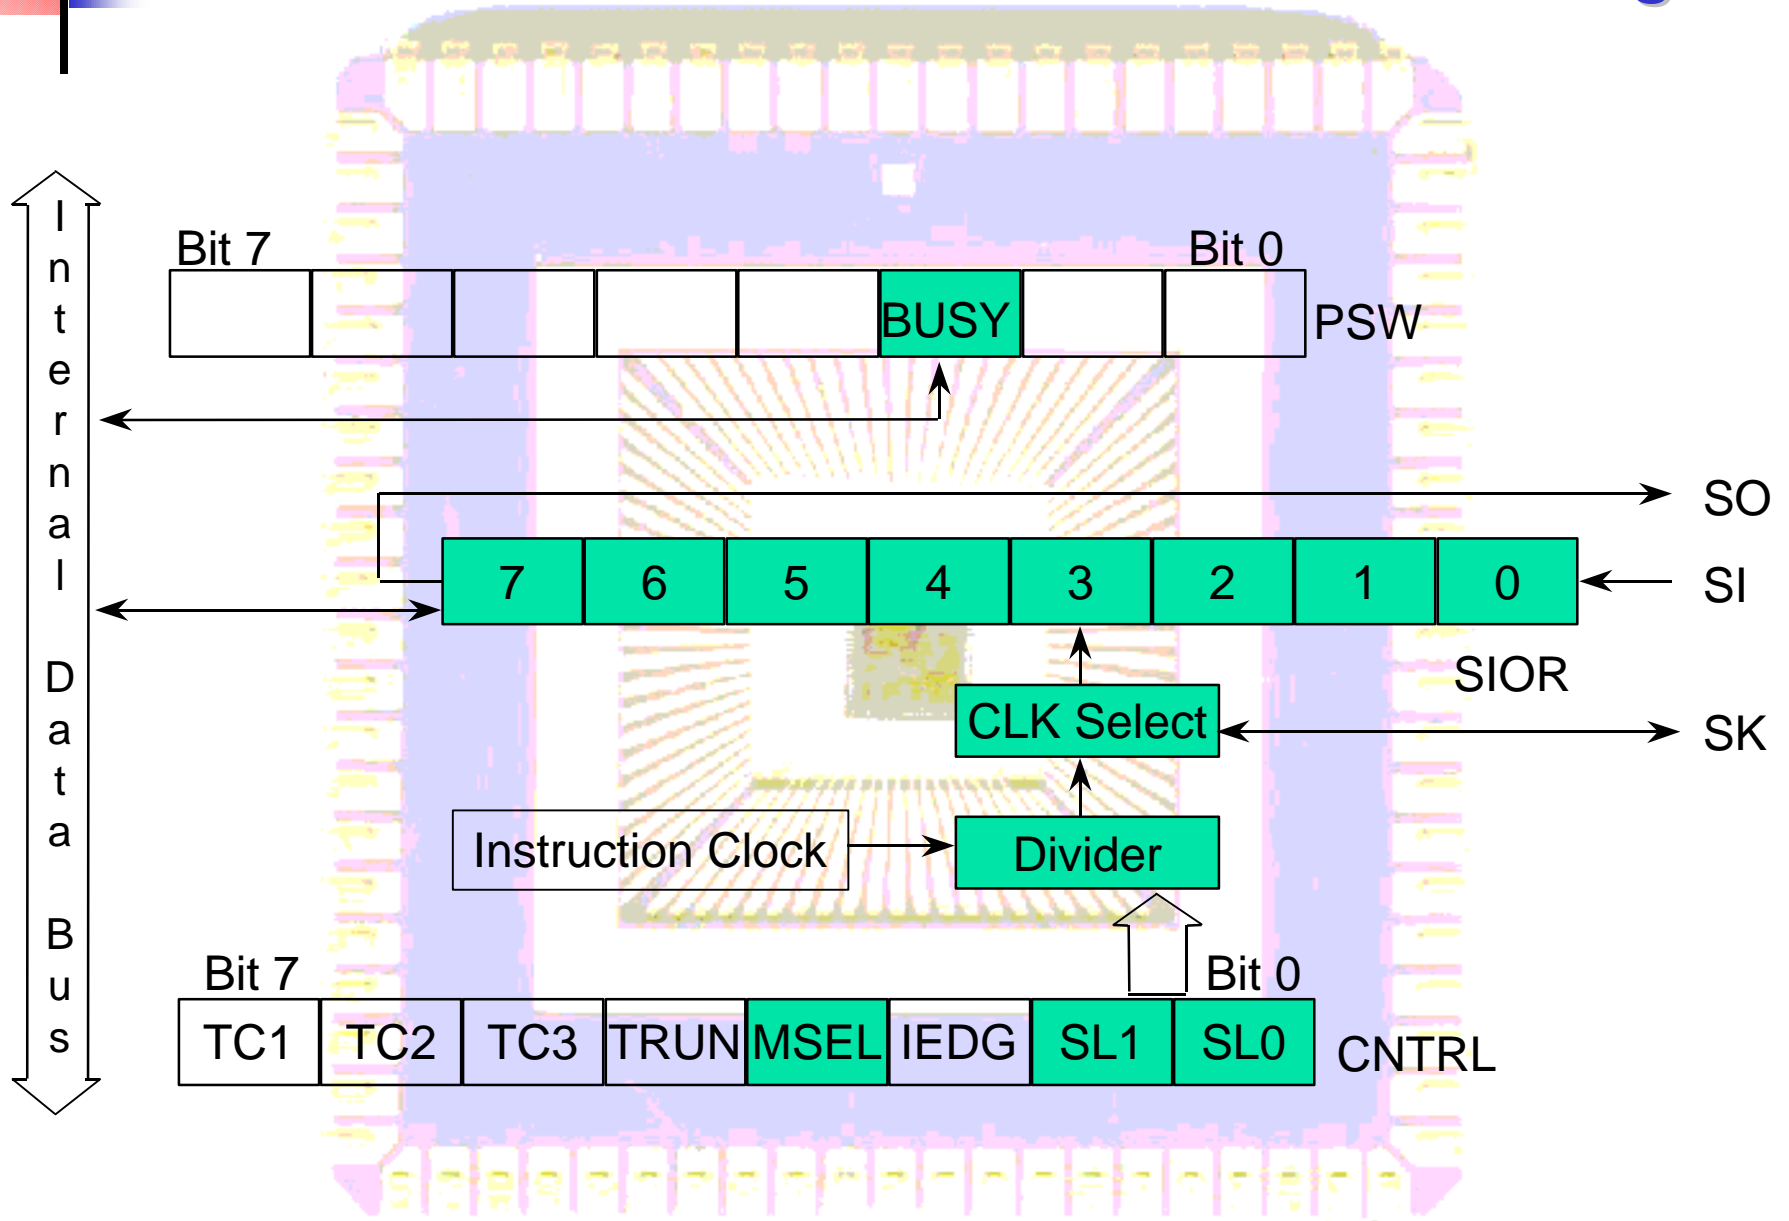 Internal Data Bus
Bit 7 Bit 0
BUSY PSW
SO
7 6 5 4 3 2 1 0 SI
SIOR
CLK Select SK
Instruction Clock Divider
Bit 7 Bit 0
TC1 TC2 TC3 TRUN MSEL IEDG SL1 SL0 CNTRL